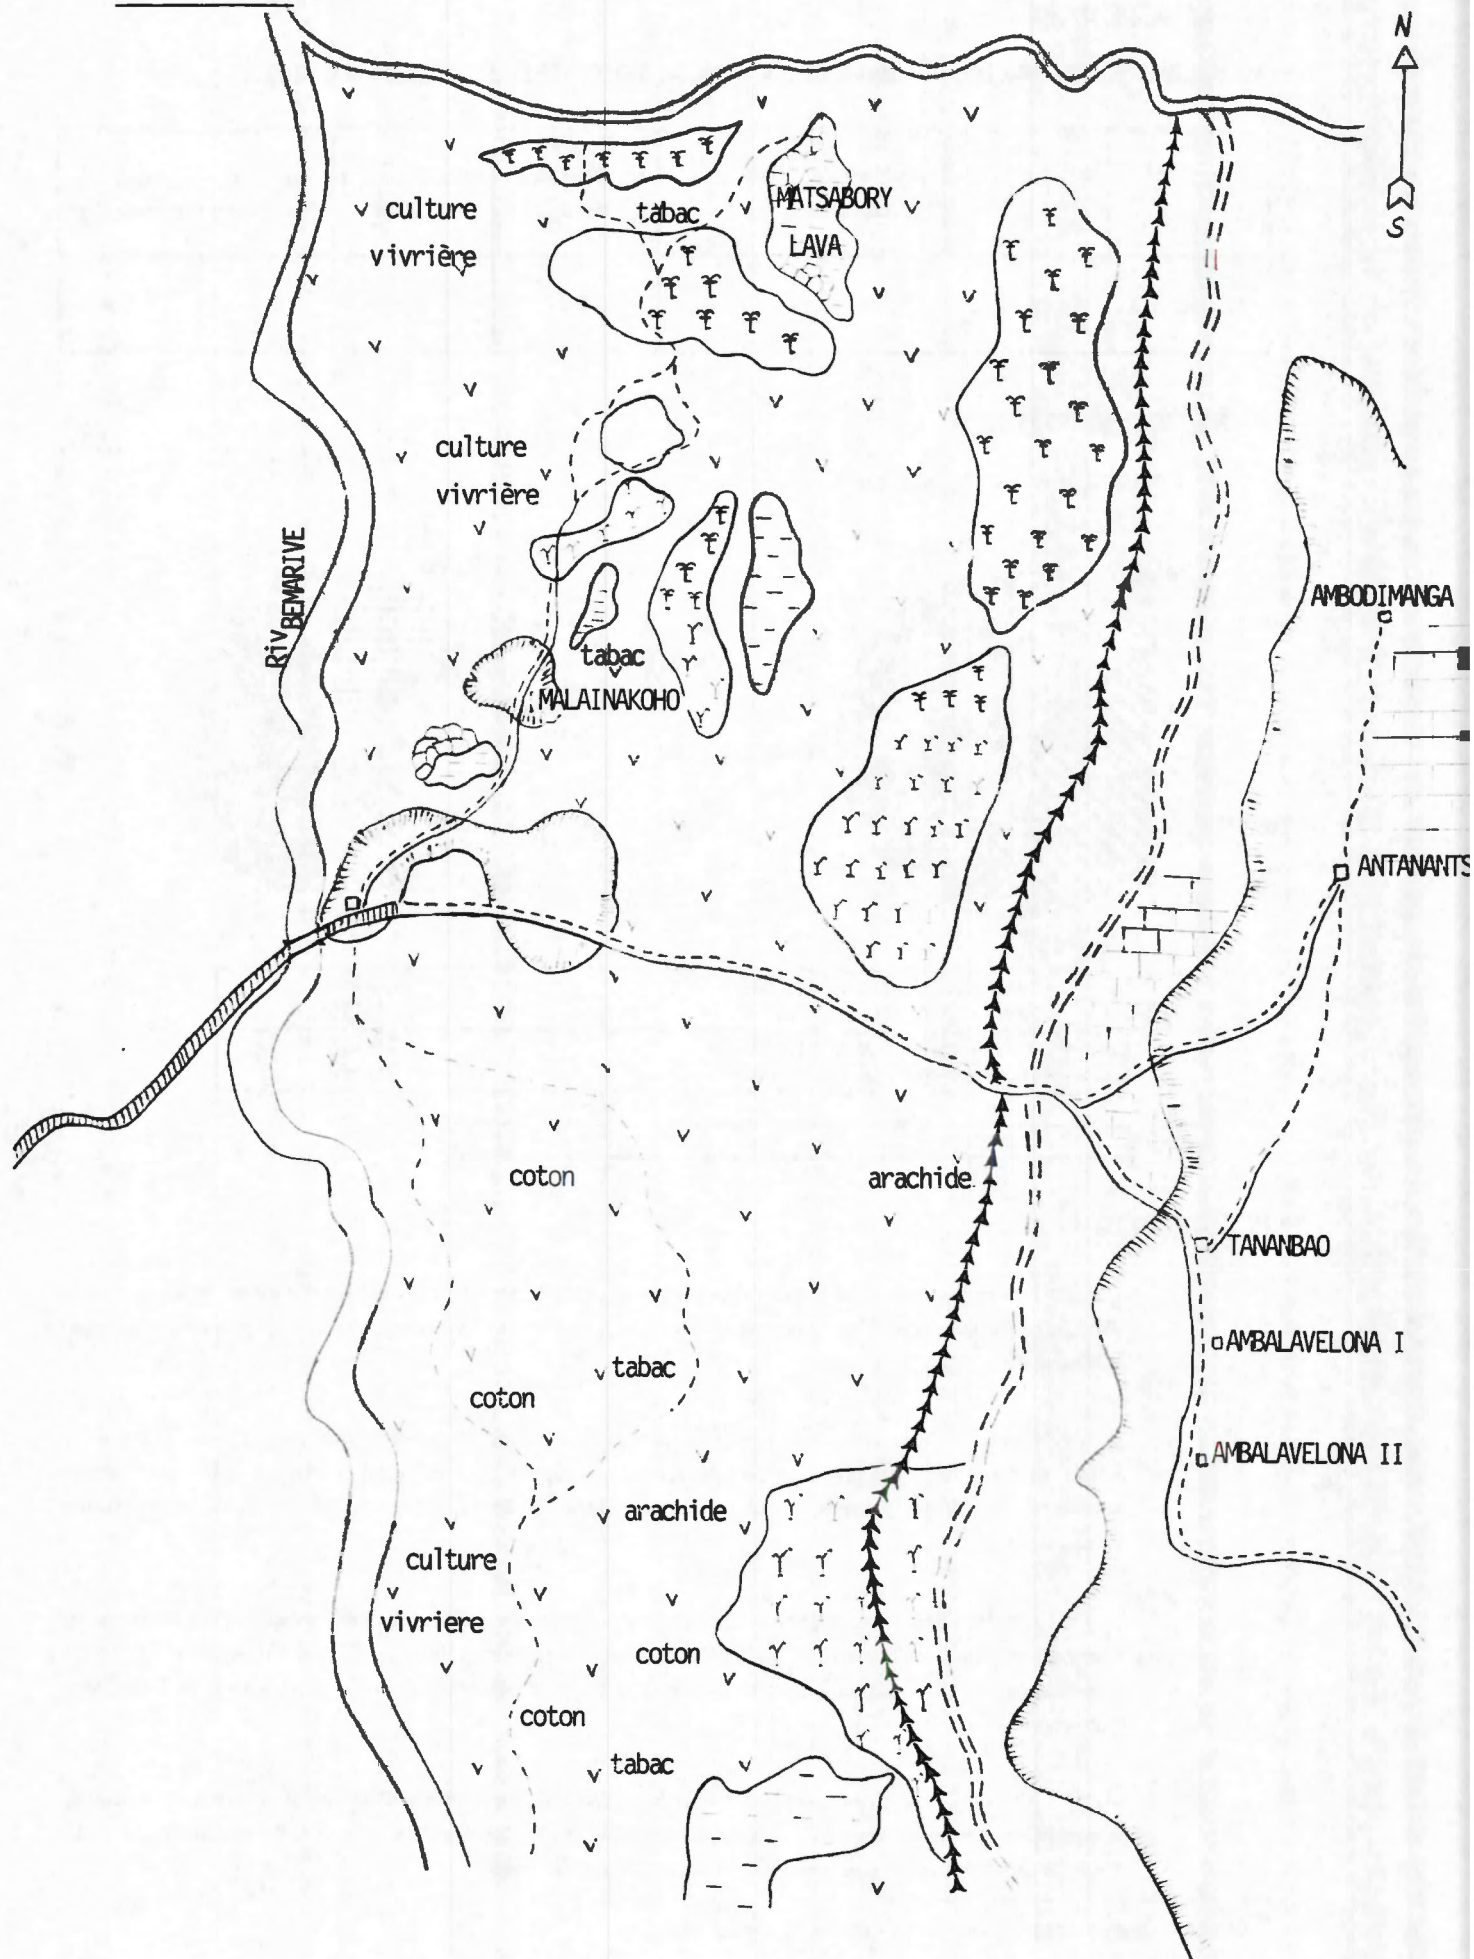 N
S
MATSABORY
LAVA
culture
vivrière
tabac
culture
vivrière
Riv BEMARIVE
AMBODIMANGA
tabac
MALAINAKOHO
ANTANANTS
coton
arachide
TANANBAO
AMBALAVELONA I
tabac
coton
AMBALAVELONA II
arachide
culture
vivriere
coton
coton
tabac